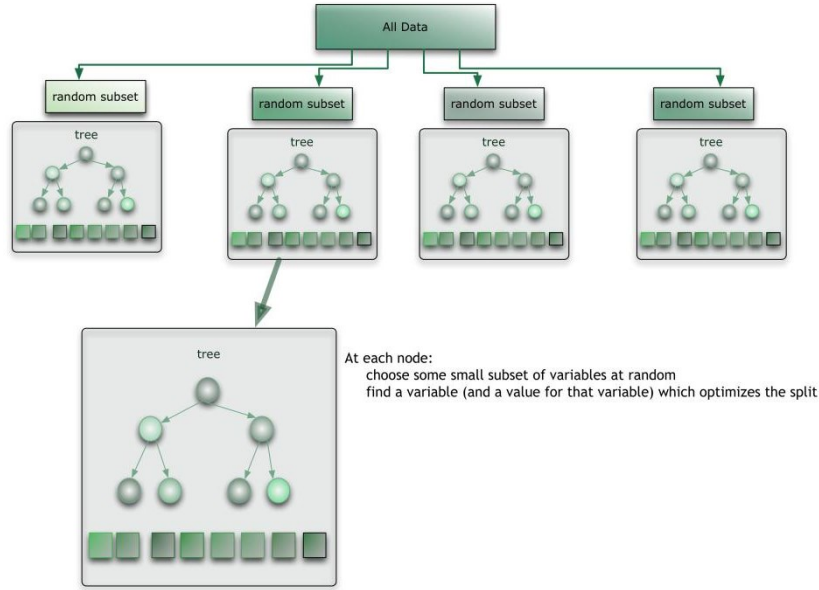 All Data
random subset
random subset
random subset
random subset
tree
tree
tree
tree
tree
At each node:
choose some small subset of variables at random
find a variable (and a value for that variable) which optimizes the split